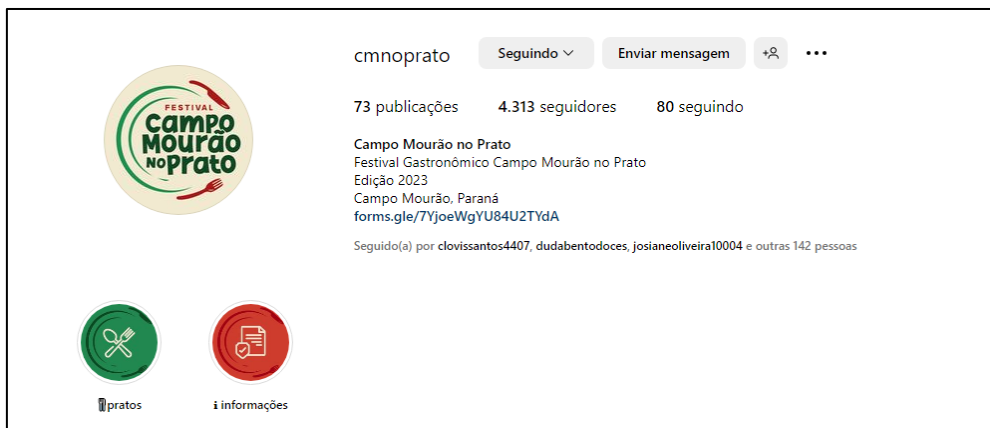 cmnoprato Seguindo Enviar mensagem
73 publicações 4.313 seguidores 80 seguindo
FESTIVAL
CAMPO
MOURÃO
NO PRATO
Campo Mourão no Prato
Festival Gastronômico Campo Mourão no Prato
Edição 2023
Campo Mourão, Paraná
forms.gle/7YjoeWgYU84U2TYdA
Seguido(a) por clovissantos4407, dudabentodoces, josianeoliveira10004 e outras 142 pessoas
pratos
i informações